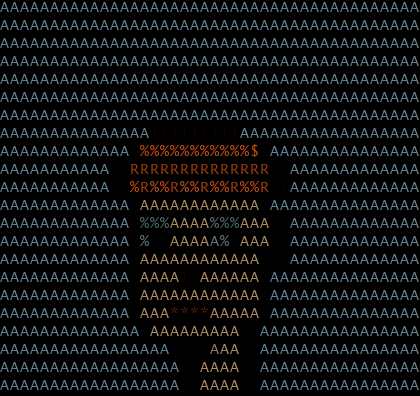 AAAAAAAAAAAAAAAAAAAAAAAAAAAAAAAAAAAAAAAAAA
AAAAAAAAAAAAAAAAAAAAAAAAAAAAAAAAAAAAAAAAAA
AAAAAAAAAAAAAAAAAAAAAAAAAAAAAAAAAAAAAAAAAA
AAAAAAAAAAAAAAAAAAAAAAAAAAAAAAAAAAAAAAAAAA
AAAAAAAAAAAAAAAAAAAAAAAAAAAAAAAAAAAAAAAAAA
AAAAAAAAAAAAAAAAAAAAAAAAAAAAAAAAAAAAAAAAAA
AAAAAAAAAAAAAAAAAAAAAAAAAAAAAAAAAAAAAAAAAA
AAAAAAAAAAAAAAA         AAAAAAAAAAAAAAAAAA
AAAAAAAAAAAAA %%%%%%%%%%%$ AAAAAAAAAAAAAAA
AAAAAAAAAAA  RRRRRRRRRRRRRR  AAAAAAAAAAAAA
AAAAAAAAAAA  %R%%R%%R%%R%%R  AAAAAAAAAAAAA
AAAAAAAAAAAAA AAAAAAAAAAAA AAAAAAAAAAAAAAA
AAAAAAAAAAAAA %%%AAAA%%%AAA  AAAAAAAAAAAAA
AAAAAAAAAAAAA %  AAAAA% AAA  AAAAAAAAAAAAA
AAAAAAAAAAAAA AAAAAAAAAAAA   AAAAAAAAAAAAA
AAAAAAAAAAAAA AAAA  AAAAAA AAAAAAAAAAAAAAA
AAAAAAAAAAAAA AAAAAAAAAAAA AAAAAAAAAAAAAAA
AAAAAAAAAAAAA AAA☆☆☆☆AAAAA AAAAAAAAAAAAAAA
AAAAAAAAAAAAAA AAAAAAAAA  AAAAAAAAAAAAAAAA
AAAAAAAAAAAAAAAAA    AAA  AAAAAAAAAAAAAAAA
AAAAAAAAAAAAAAAAAA  AAAA  AAAAAAAAAAAAAAAA
AAAAAAAAAAAAAAAAAA  AAAA  AAAAAAAAAAAAAAAA